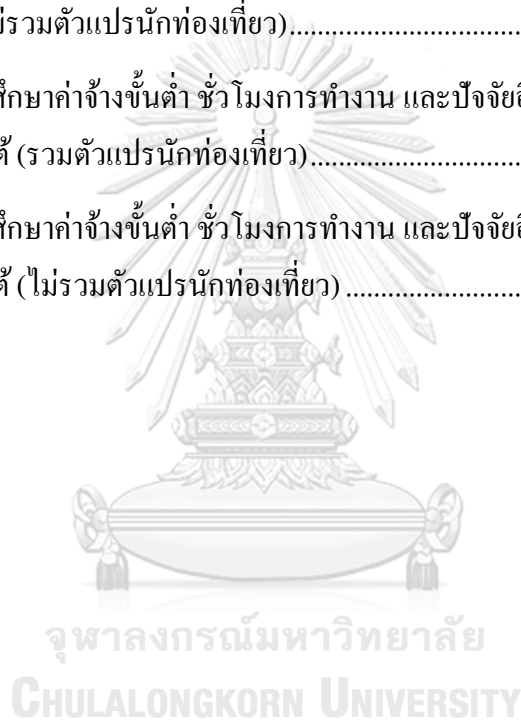 รวมตัวแปรนักท่องเที่ยว)................................
ศึกษาค่าจ้างขั้นต่ำ ชั่วโมงการทำงาน และปัจจัย
(รวมตัวแปรนักท่องเที่ยว)..............................
ศึกษาค่าจ้างขั้นต่ำ ชั่วโมงการทำงาน และปัจจัย
(ไม่รวมตัวแปรนักท่องเที่ยว) .........................
จุฬาลงกรณ์มหาวิทยาลัย
CHULALONGKORN UNIVERSITY